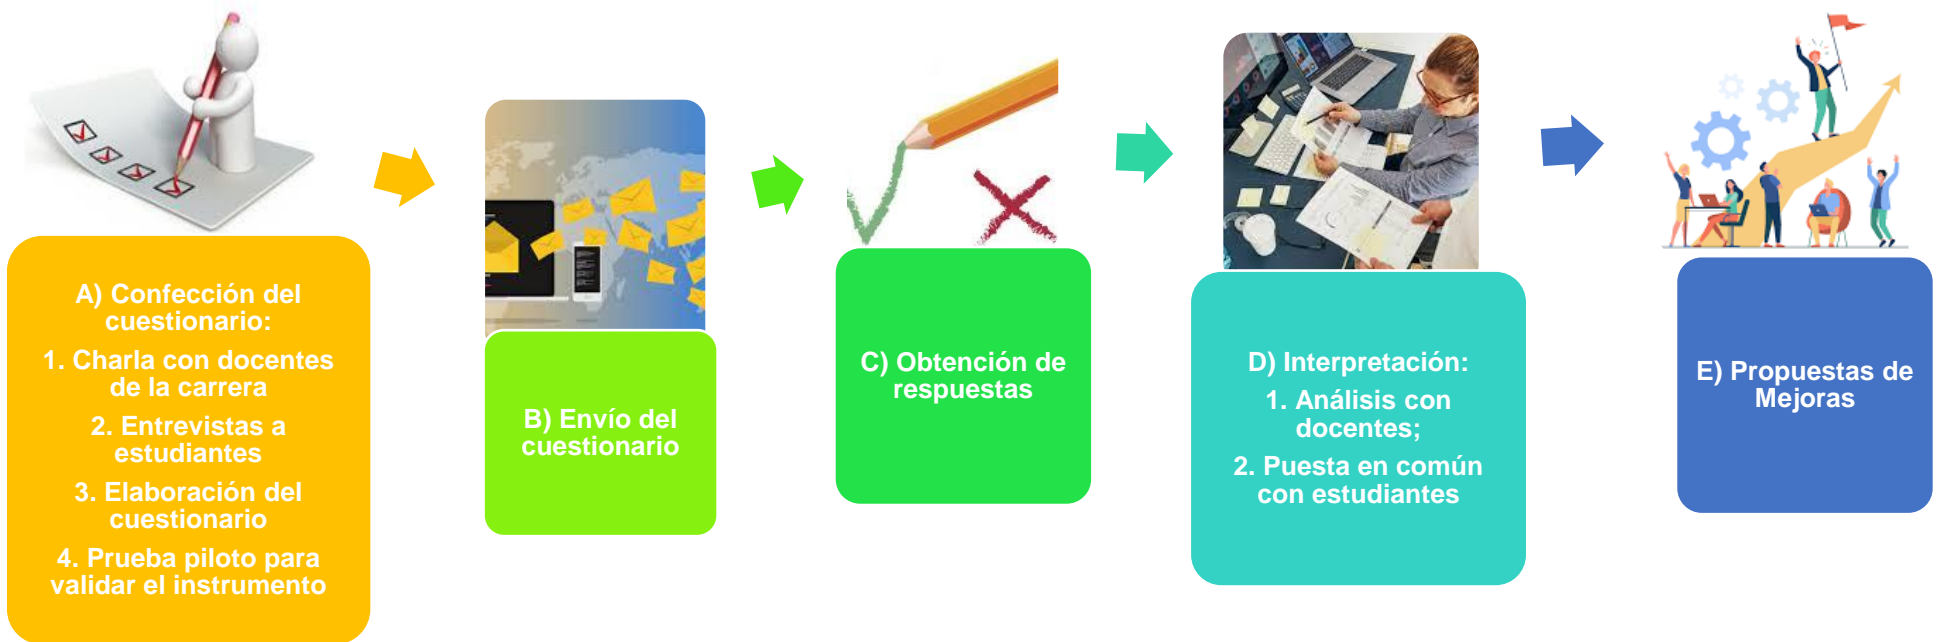 A) Confección del
cuestionario:
1. Charla con docentes
de la carrera
2. Entrevistas a
estudiantes
3. Elaboración del
cuestionario
4. Prueba piloto para
validar el instrumento
B) Envío del
cuestionario
C) Obtención de
respuestas
D) Interpretación:
1. Análisis con
docentes;
2. Puesta en común
con estudiantes
E) Propuestas de
Mejoras